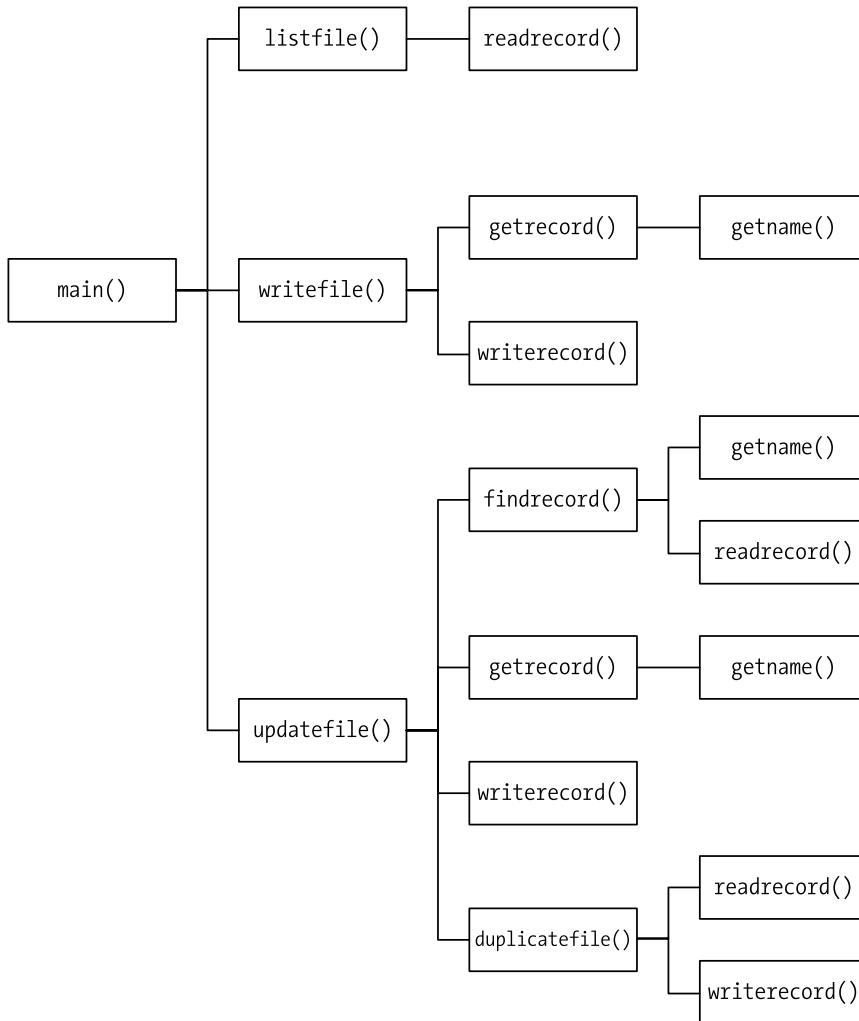 listfile()
readrecord()
getrecord()
getname()
main()
writefile()
writerecord()
getname()
findrecord()
readrecord()
getrecord()
getname()
updatefile()
writerecord()
readrecord()
duplicatefile()
writerecord()